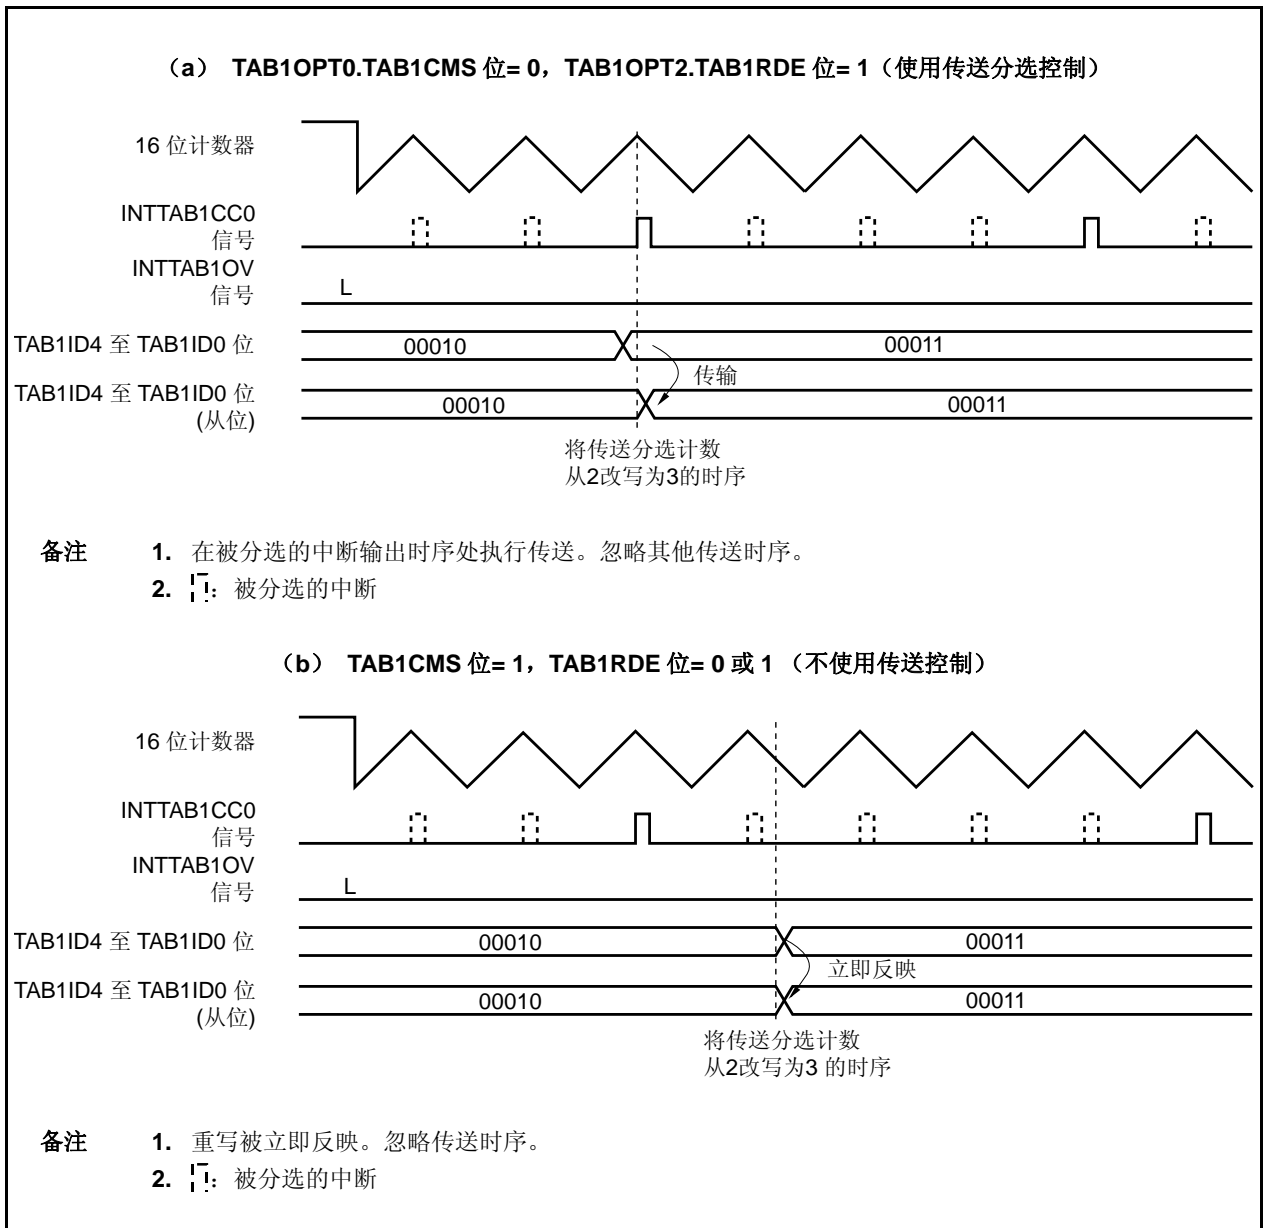 （a） TAB1OPT0.TAB1CMS 位= 0，TAB1OPT2.TAB1RDE 位= 1（使用传送分选控制）
16 位计数器
INTTAB1CC0
信号
INTTAB1OV
信号
L
TAB1ID4 至 TAB1ID0 位
00010
00011
传输
TAB1ID4 至 TAB1ID0 位
(从位)
00010
00011
将传送分选计数
从2改写为3的时序
备注 1. 在被分选的中断输出时序处执行传送。忽略其他传送时序。
2. ：被分选的中断
（b） TAB1CMS 位= 1，TAB1RDE 位= 0 或 1 （不使用传送控制）
16 位计数器
INTTAB1CC0
信号
INTTAB1OV
信号
L
TAB1ID4 至 TAB1ID0 位
00010
00011
立即反映
TAB1ID4 至 TAB1ID0 位
(从位)
00010
00011
将传送分选计数
从2改写为3 的时序
备注 1. 重写被立即反映。忽略传送时序。
2. ：被分选的中断